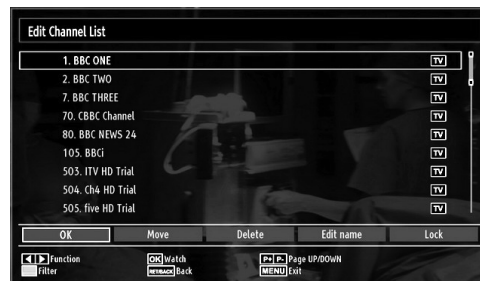 Edit Channel List
1. BBC ONE TV
2. BBC TWO TV
7. BBC THREE TV
70. CBBC Channel TV
80. BBC NEWS 24 TV
105. BBCi TV
503. ITV HD Trial TV
504. Ch4 HD Trial TV
505. five HD Trial TV
OK Move Delete Edit name Lock
Function OK Watch P+ P- Page UP/DOWN
Filter RET/BACK Back MENU Exit